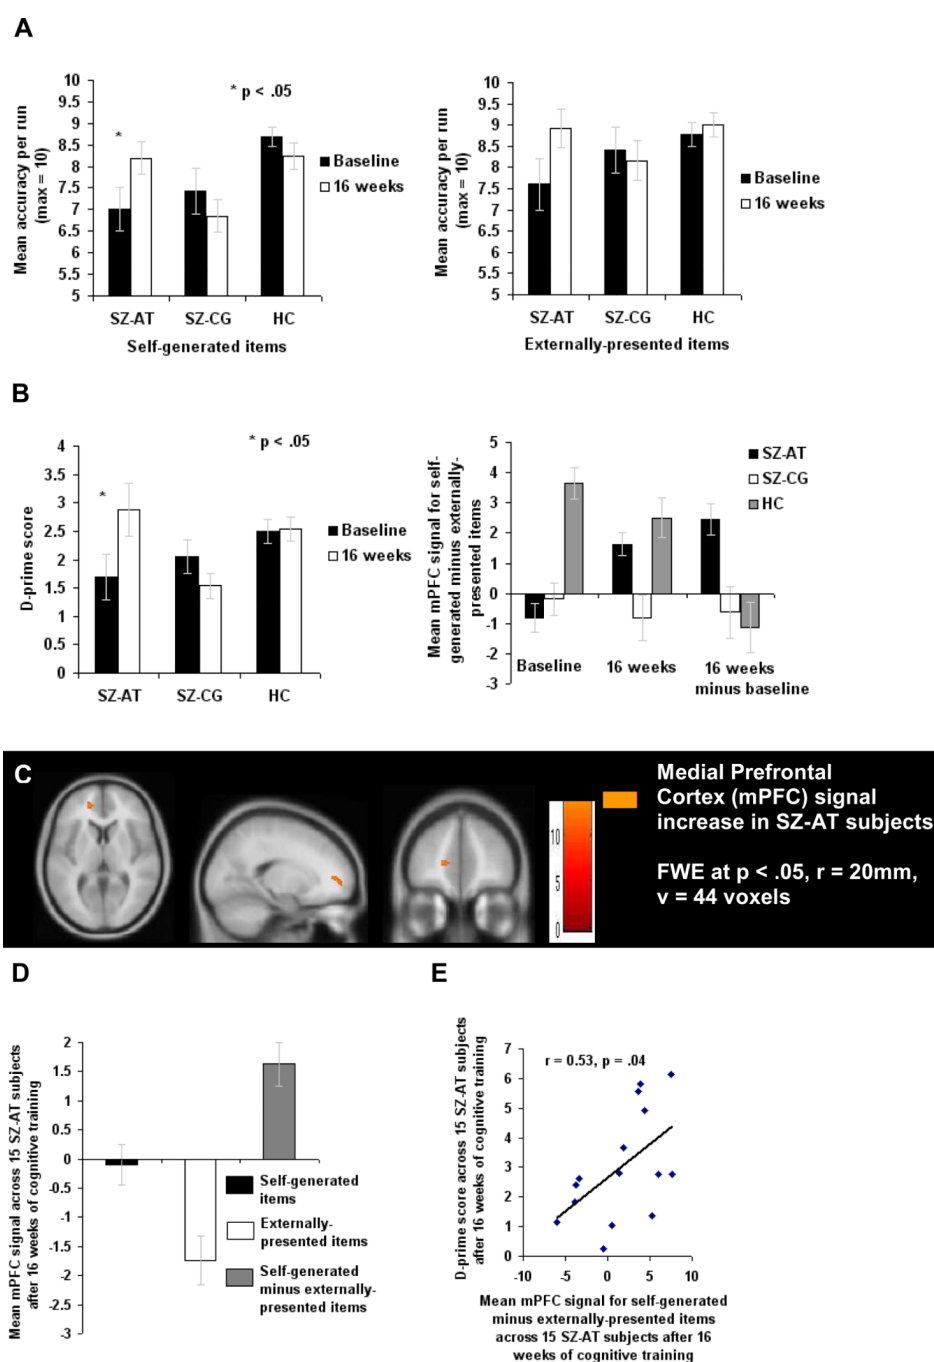 A
Mean accuracy per run
(max = 10)
10
9.5
9
8.5
8
7.5
7
6.5
6
5.5
5
* p < .05
*
Baseline
16 weeks
SZ-AT SZ-CG HC
Self-generated items
Mean accuracy per run
(max = 10)
10
9.5
9
8.5
8
7.5
7
6.5
6
5.5
5
Baseline
16 weeks
SZ-AT SZ-CG HC
Externally-presented items
B
D-prime score
4
3.5
3
2.5
2
1.5
1
0.5
0
* p < .05
*
Baseline
16 weeks
SZ-AT SZ-CG HC
Mean mPFC signal for self-
generated minus externally-
presented items
5
4
3
2
1
0
-1
-2
-3
SZ-AT
SZ-CG
HC
Baseline 16 weeks 16 weeks
minus baseline
C
10
5
0
Medial Prefrontal
Cortex (mPFC) signal
increase in SZ-AT subjects
FWE at p < .05, r = 20mm,
v = 44 voxels
D
Mean mPFC signal across 15 SZ-AT subjects
after 16 weeks of cognitive training
2
1.5
1
0.5
0
-0.5
-1
-1.5
-2
-2.5
-3
Self-generated
items
Externally-
presented items
Self-generated
minus externally-
presented items
E
D-prime score across 15 SZ-AT subjects
after 16 weeks of cognitive training
7
6
5
4
3
2
1
0
r = 0.53, p = .04
-10 -5 0 5 10
Mean mPFC signal for self-generated
minus externally-presented items
across 15 SZ-AT subjects after 16
weeks of cognitive training